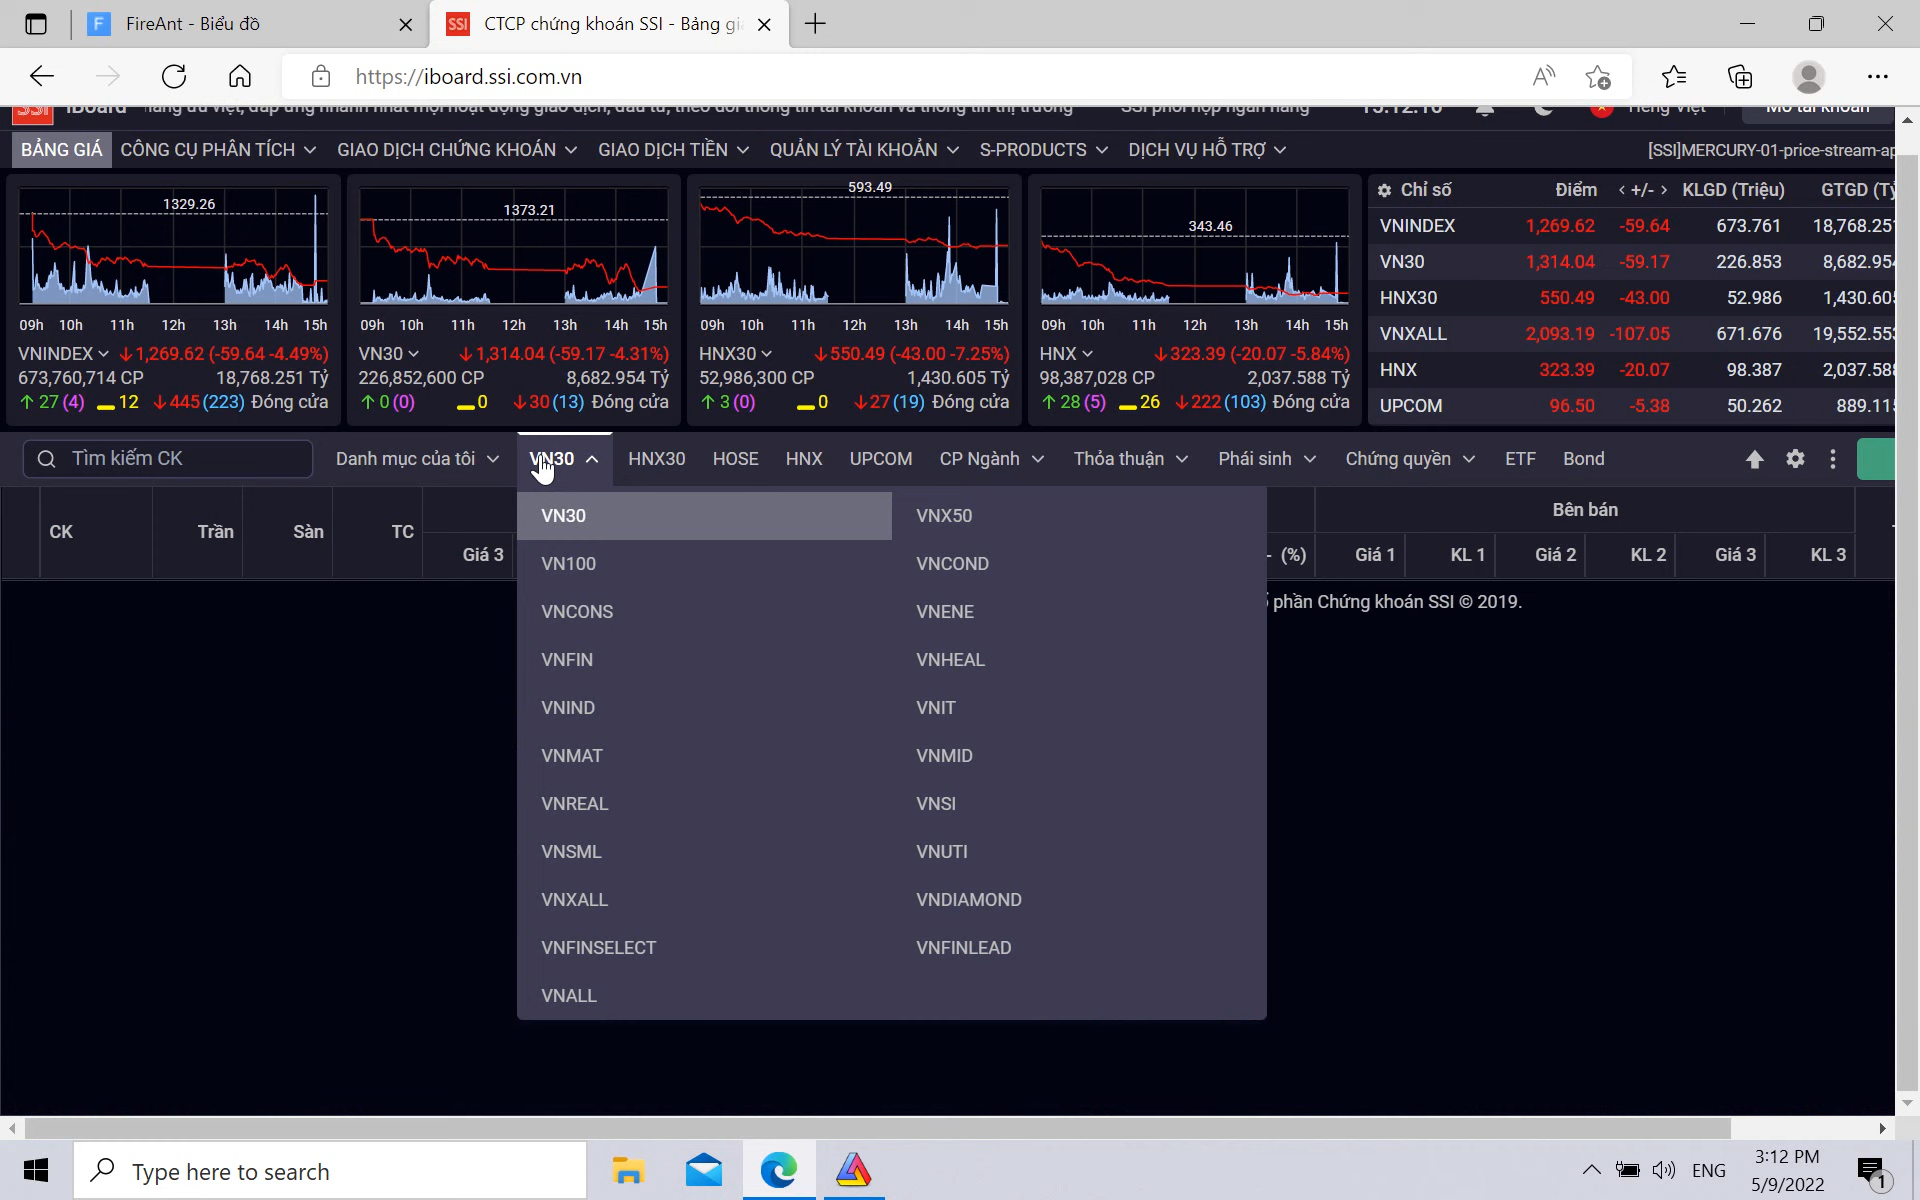 FireAnt - Biểu đồ
SSI CTCP chứng khoán SSI - Bảng gi
https://iboard.ssi.com.vn
BẢNG GIÁ CÔNG CỤ PHÂN TÍCH GIAO DỊCH CHỨNG KHOÁN GIAO DỊCH TIỀN QUẢN LÝ TÀI KHOẢN S-PRODUCTS DỊCH VỤ HỖ TRỢ [SSI]MERCURY-01-price-stream-ap
1329.26
09h 10h 11h 12h 13h 14h 15h
VNINDEX 1,269.62 (-59.64 -4.49%)
673,760,714 CP 18,768.251 Tỷ
27 (4) 12 445 (223) Đóng cửa
1373.21
09h 10h 11h 12h 13h 14h 15h
VN30 1,314.04 (-59.17 -4.31%)
226,852,600 CP 8,682.954 Tỷ
0 (0) 0 30 (13) Đóng cửa
593.49
09h 10h 11h 12h 13h 14h 15h
HNX30 550.49 (-43.00 -7.25%)
52,986,300 CP 1,430.605 Tỷ
3 (0) 0 27 (19) Đóng cửa
343.46
09h 10h 11h 12h 13h 14h 15h
HNX 323.39 (-20.07 -5.84%)
98,387,028 CP 2,037.588 Tỷ
28 (5) 26 222 (103) Đóng cửa
Chỉ số Điểm < +/- > KLGD (Triệu) GTGD (Tỷ
VNINDEX 1,269.62 -59.64 673.761 18,768.251
VN30 1,314.04 -59.17 226.853 8,682.954
HNX30 550.49 -43.00 52.986 1,430.605
VNXALL 2,093.19 -107.05 671.676 19,552.553
HNX 323.39 -20.07 98.387 2,037.588
UPCOM 96.50 -5.38 50.262 889.115
Tìm kiếm CK Danh mục của tôi VN30 HNX30 HOSE HNX UPCOM CP Ngành Thỏa thuận Phái sinh Chứng quyền ETF Bond
CK Trần Sàn TC Giá 3 (%)
Bên bán
Giá 1 KL 1 Giá 2 KL 2 Giá 3 KL 3
VN30 VNX50
VN100 VNCOND
VNCONS VNENE
VNFIN VNHEAL
VNIND VNIT
VNMAT VNMID
VNREAL VNSI
VNSML VNUTI
VNXALL VNDIAMOND
VNFINSELECT VNFINLEAD
VNALL
phần Chứng khoán SSI © 2019.
Type here to search
ENG
3:12 PM
5/9/2022
1